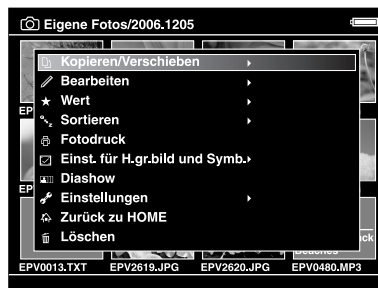 Eigene Fotos/2006.1205
Kopieren/Verschieben
Bearbeiten
Wert
Sortieren
Fotodruck
Einst. für H.gr.bild und Symb.
Diashow
Einstellungen
Zurück zu HOME
Löschen
EPV0013.TXT EPV2619.JPG EPV2620.JPG EPV0480.MP3